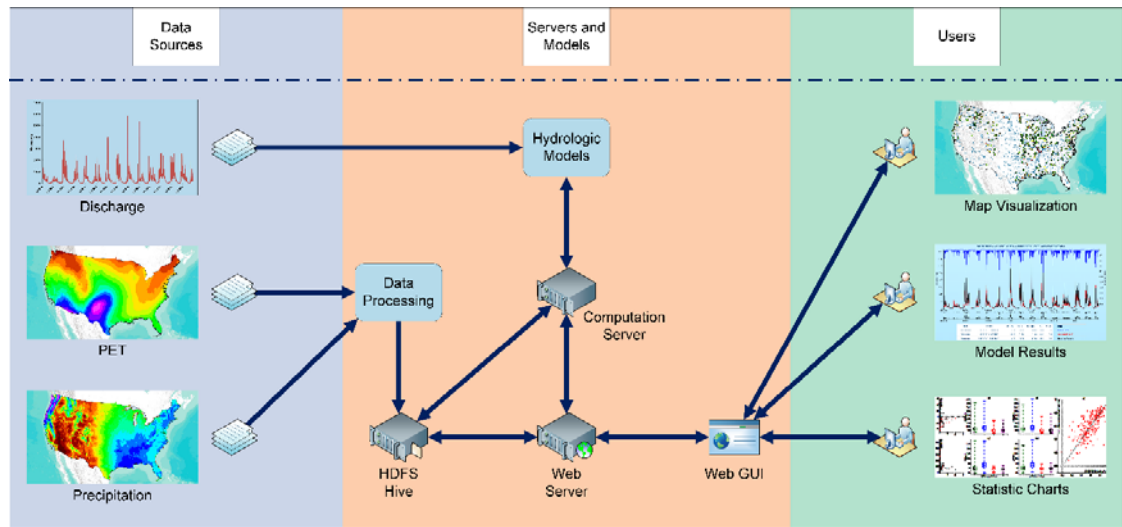 Data
Sources
Servers and
Models
Users
Discharge
Hydrologic
Models
Map Visualization
PET
Data
Processing
Computation
Server
Model Results
Precipitation
HDFS
Hive
Web
Server
Web GUI
Statistic Charts